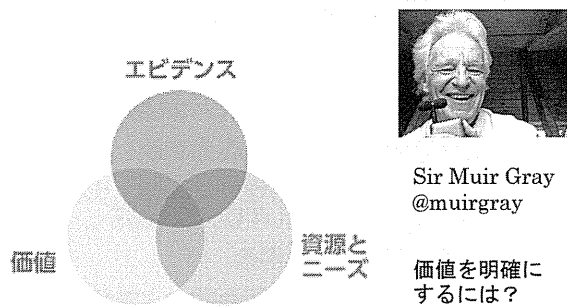 エビデンス
価値
資源と
ニーズ
Sir Muir Gray
@muirgray
価値を明確に
するには？